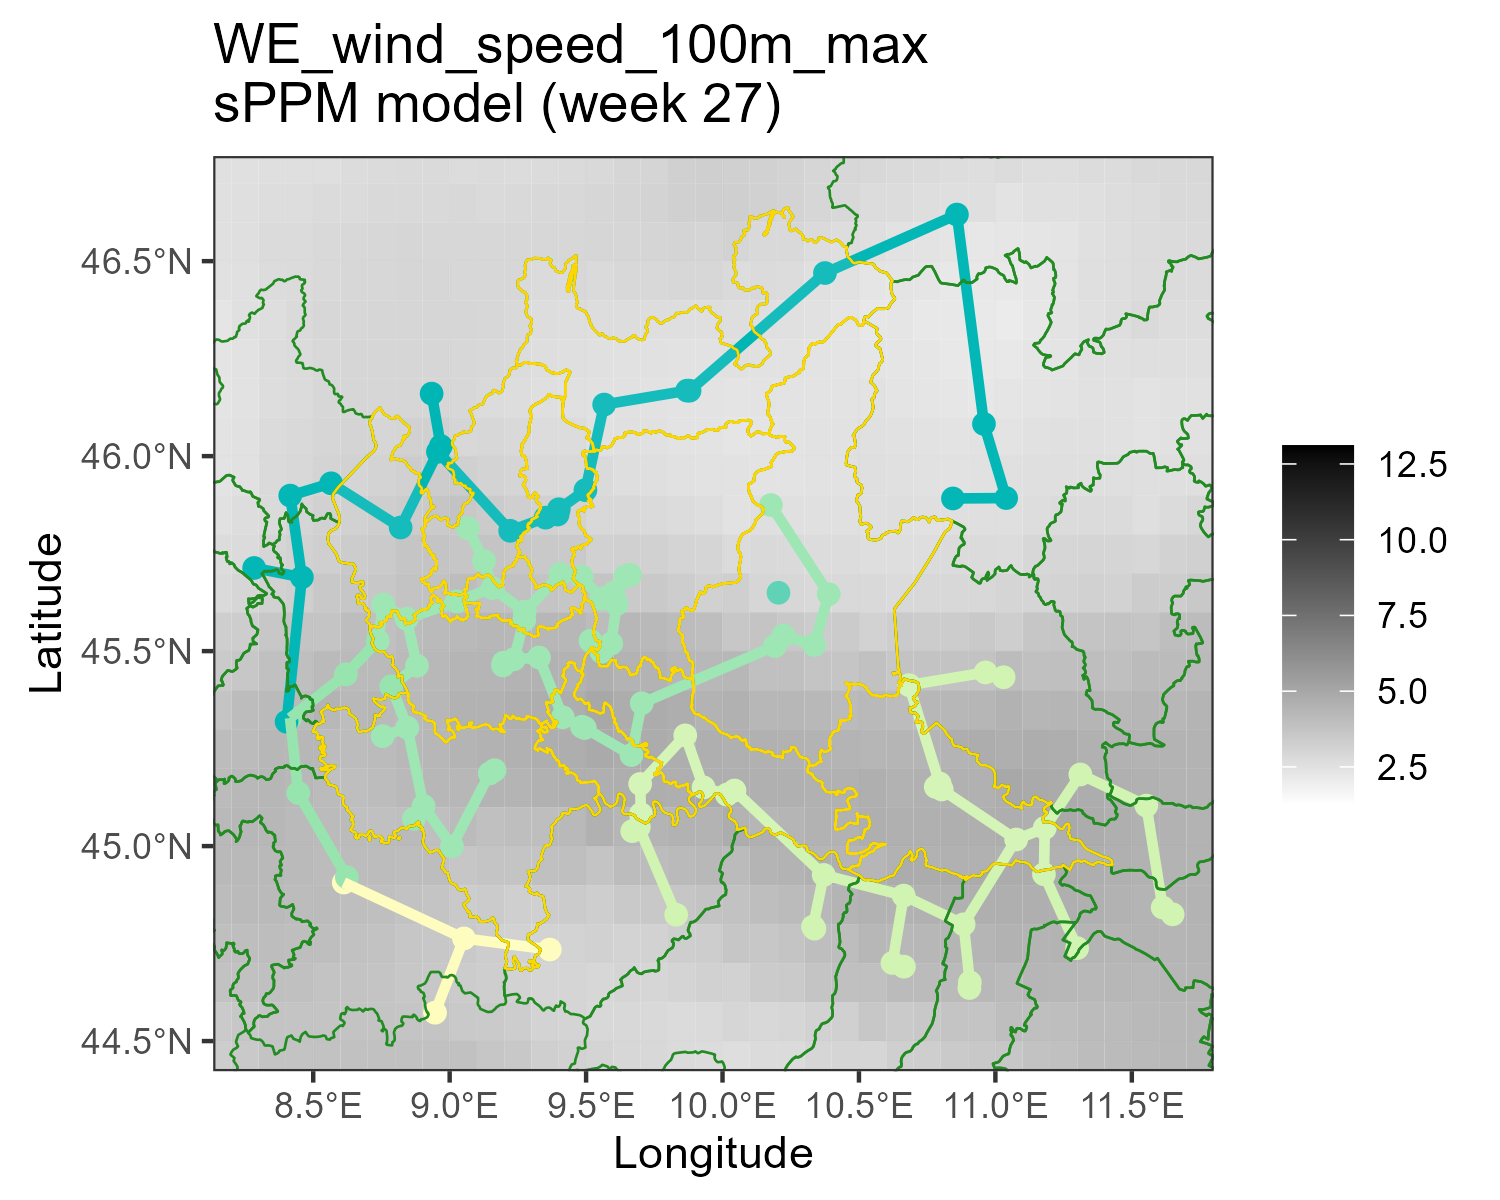 WE_wind_speed_100m_max
sPPM model (week 27)
46.5°N
46.0°N
45.5°N
45.0°N
44.5°N
Latitude
8.5°E 9.0°E 9.5°E 10.0°E 10.5°E 11.0°E 11.5°E
Longitude
12.5
10.0
7.5
5.0
2.5